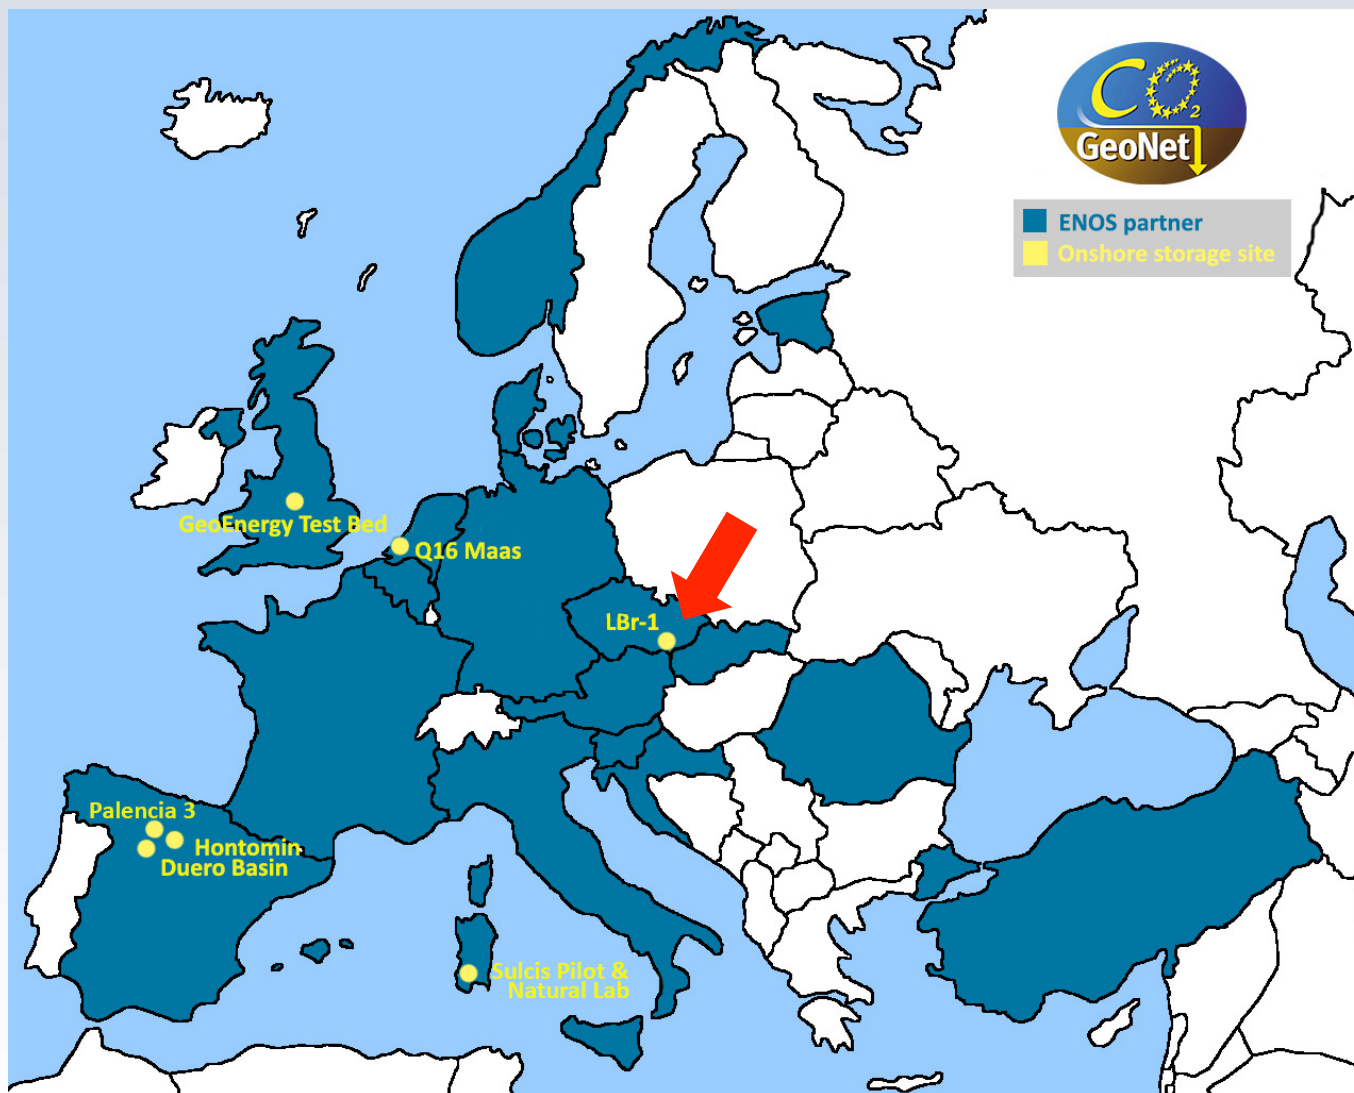 CO2
GeoNet
ENOS partner
Onshore storage site
GeoEnergy Test Bed
Q16 Maas
LBr-1
Palencia 3
Hontomin
Duero Basin
Sulcis Pilot &
Natural Lab